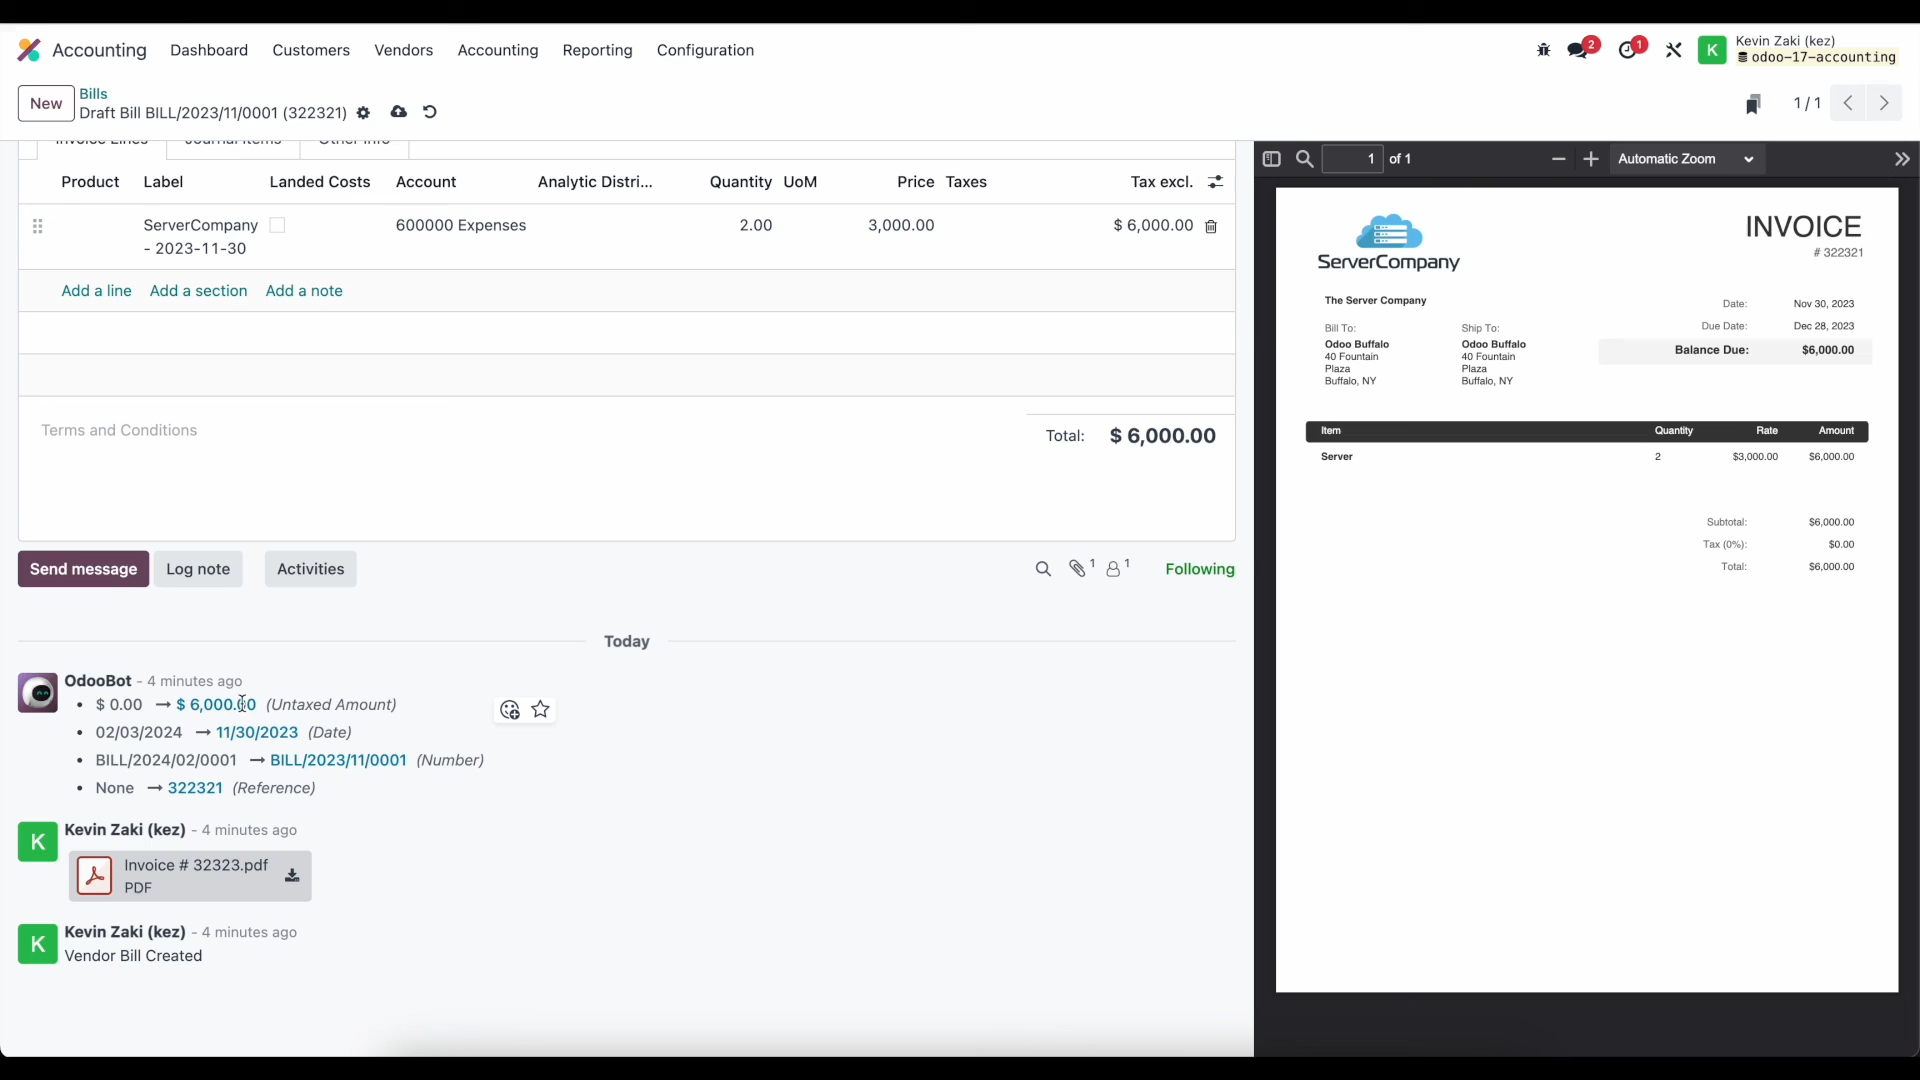 Accounting Dashboard Customers Vendors Accounting Reporting Configuration
2 1 K Kevin Zaki (kez)
odoo-17-accounting
New Bills
Draft Bill BILL/2023/11/0001 (322321)
1 / 1
Invoice Lines Journal Items Other Info
Product Label Landed Costs Account Analytic Distri... Quantity UoM Price Taxes Tax excl.
ServerCompany 600000 Expenses 2.00 3,000.00 $ 6,000.00
- 2023-11-30
Add a line Add a section Add a note
Terms and Conditions
Total: $ 6,000.00
Send message Log note Activities 1 1 Following
Today
OdooBot - 4 minutes ago
• $ 0.00 → $ 6,000.00 (Untaxed Amount)
• 02/03/2024 → 11/30/2023 (Date)
• BILL/2024/02/0001 → BILL/2023/11/0001 (Number)
• None → 322321 (Reference)
K Kevin Zaki (kez) - 4 minutes ago
Invoice # 32323.pdf
PDF
K Kevin Zaki (kez) - 4 minutes ago
Vendor Bill Created
1 of 1 Automatic Zoom
ServerCompany
INVOICE
# 322321
The Server Company
Bill To:
Odoo Buffalo
40 Fountain
Plaza
Buffalo, NY
Ship To:
Odoo Buffalo
40 Fountain
Plaza
Buffalo, NY
Date: Nov 30, 2023
Due Date: Dec 28, 2023
Balance Due: $6,000.00
Item Quantity Rate Amount
Server 2 $3,000.00 $6,000.00
Subtotal: $6,000.00
Tax (0%): $0.00
Total: $6,000.00